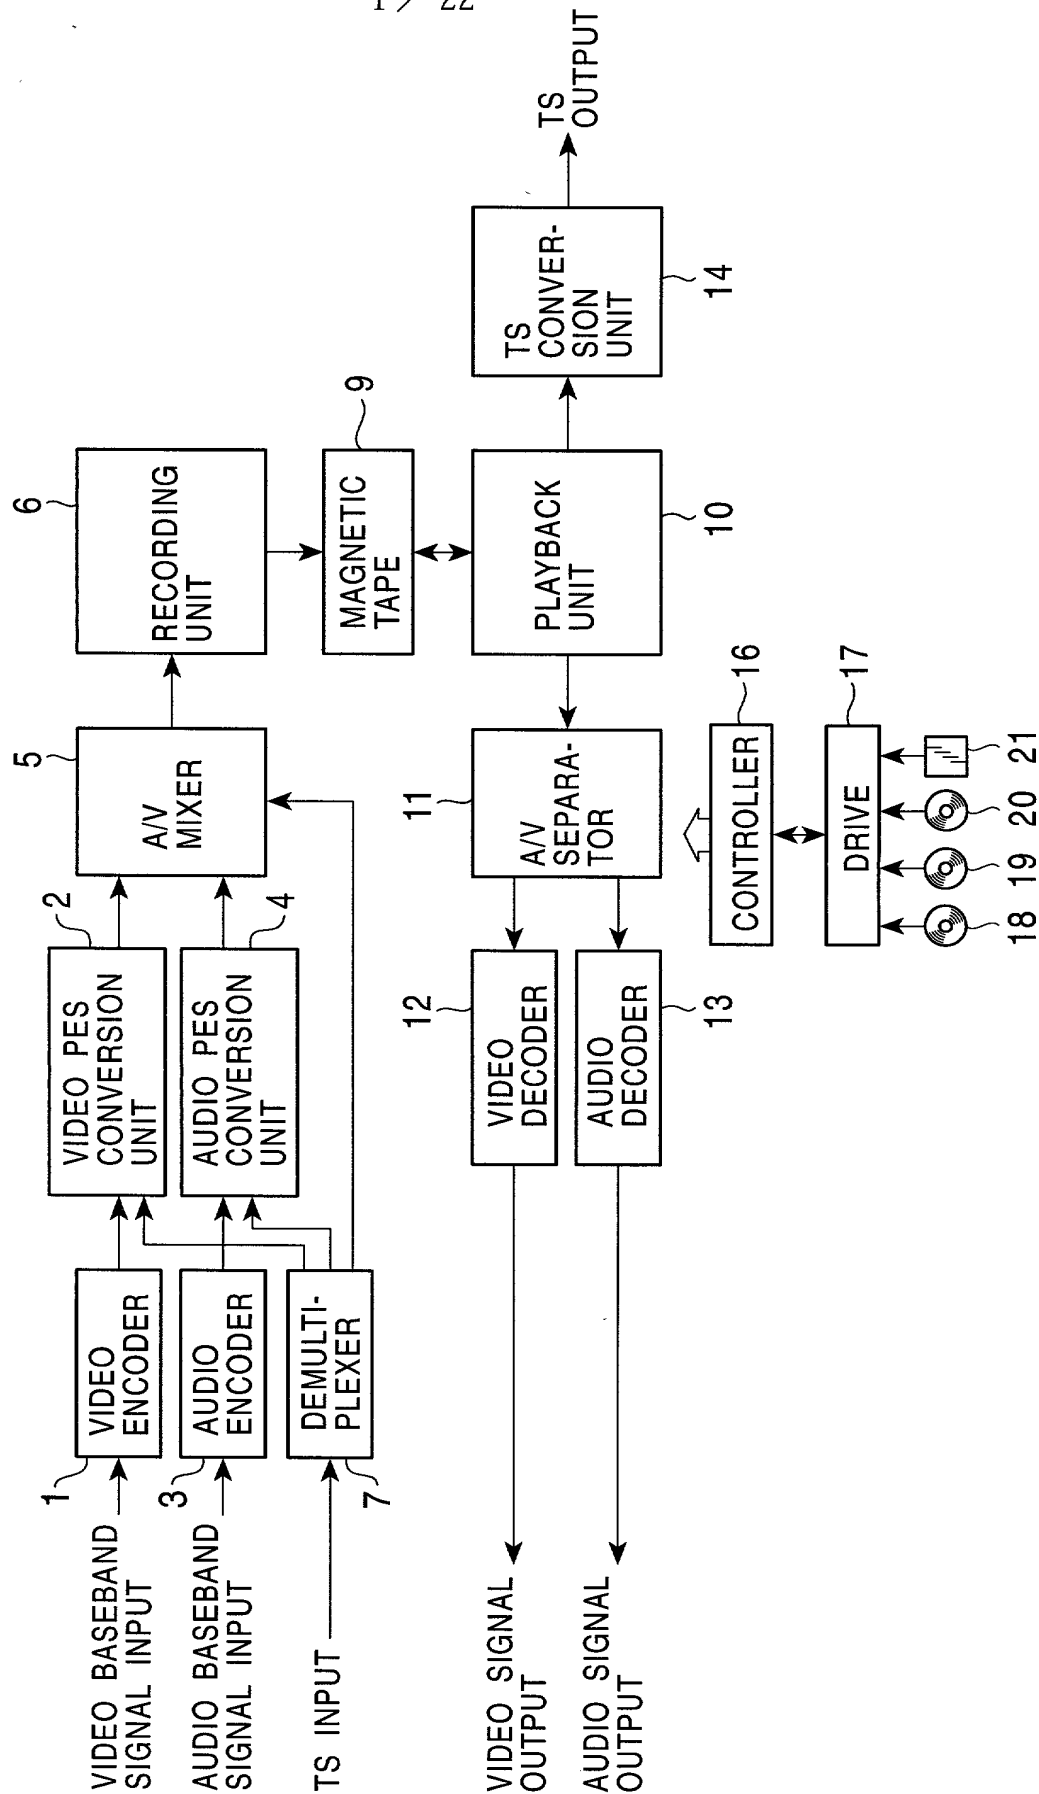 VIDEO BASEBAND
SIGNAL INPUT
1
VIDEO
ENCODER
2
VIDEO PES
CONVERSION
UNIT
AUDIO BASEBAND
SIGNAL INPUT
3
AUDIO
ENCODER
4
AUDIO PES
CONVERSION
UNIT
TS INPUT
7
DEMULTI-
PLEXER
5
A/V
MIXER
6
RECORDING
UNIT
9
MAGNETIC
TAPE
VIDEO SIGNAL
OUTPUT
12
VIDEO
DECODER
AUDIO SIGNAL
OUTPUT
13
AUDIO
DECODER
11
A/V
SEPARA-
TOR
PLAYBACK
UNIT
10
TS
CONVER-
SION
UNIT
14
TS
OUTPUT
CONTROLLER
16
DRIVE
17
18
19
20
21